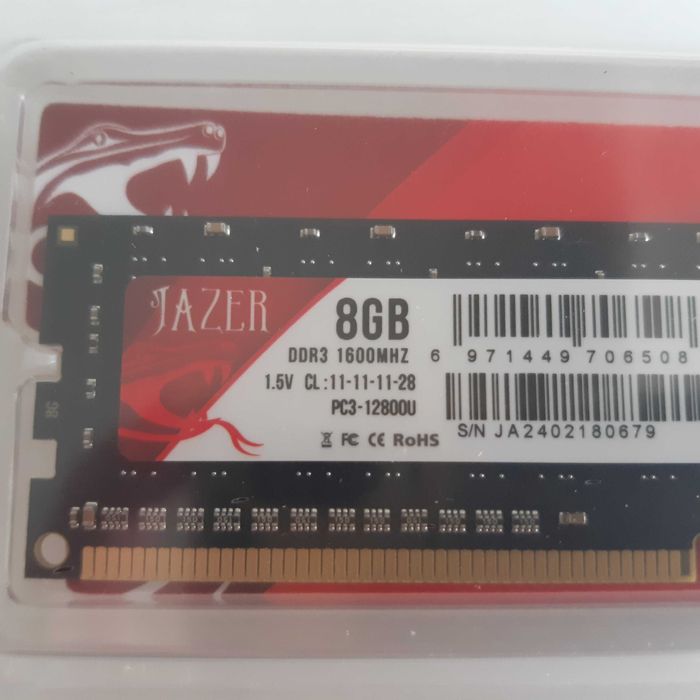 JAZER
8GB
DDR3 1600MHZ
1.5V CL:11-11-11-28
PC3-12800U
FC CE RoHS
6 971449 706508
S/N JA2402180679
8G